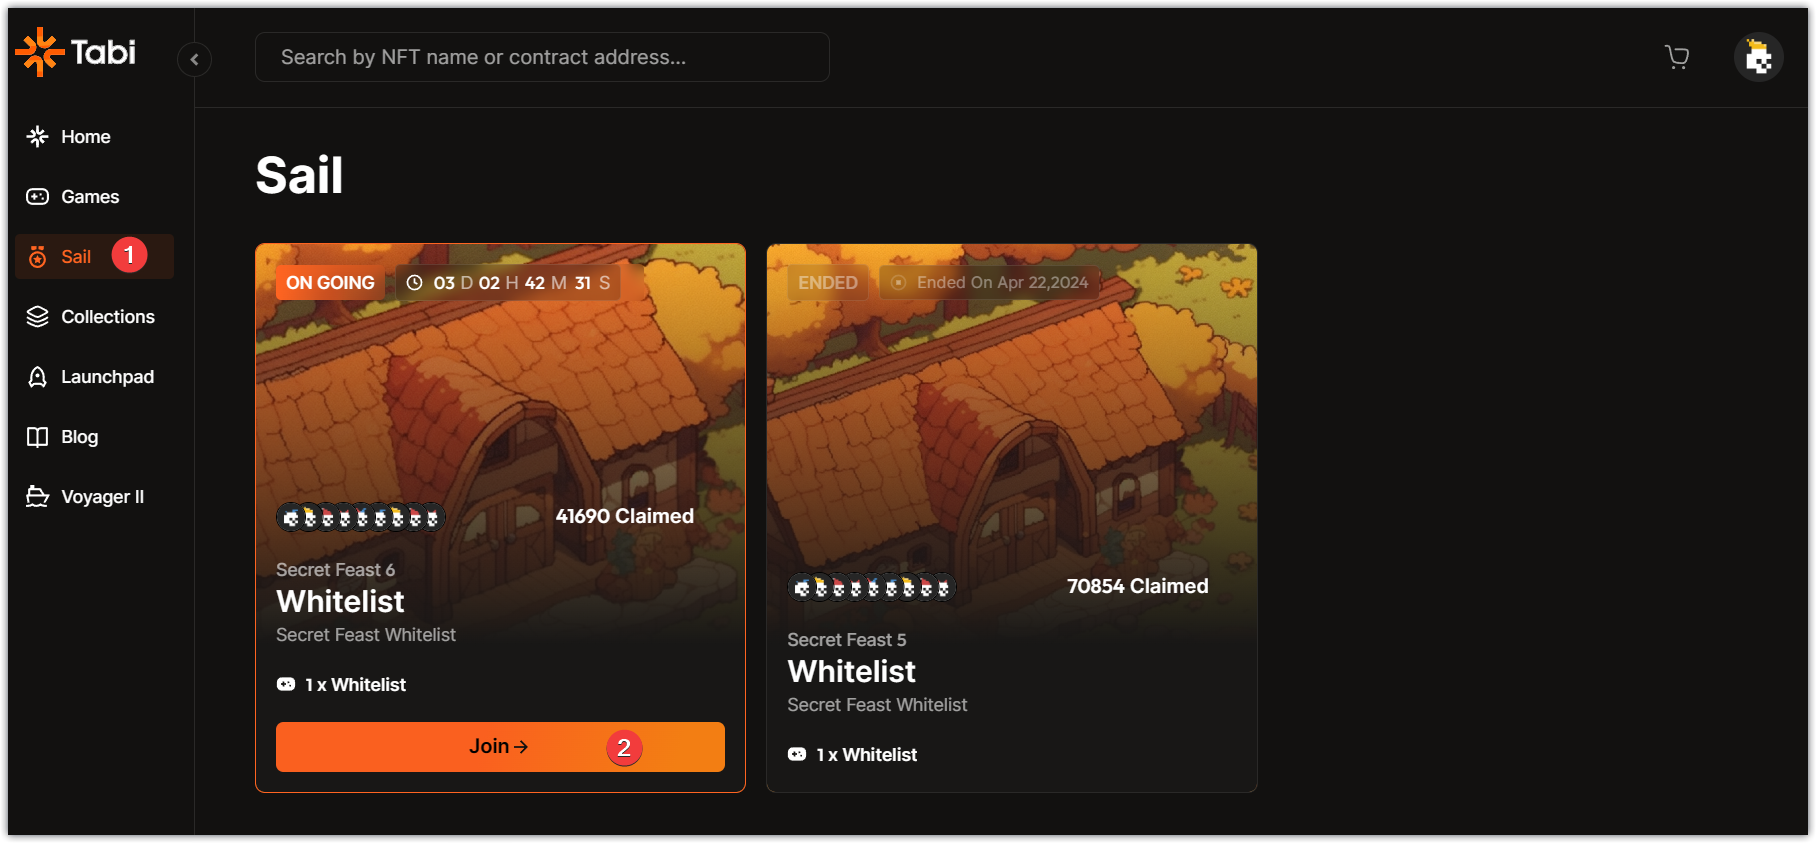 Tabi
Search by NFT name or contract address...
Home
Games
Sail 1
Collections
Launchpad
Blog
Voyager II
Sail
ON GOING 03 D 02 H 42 M 31 S
41690 Claimed
Secret Feast 6
Whitelist
Secret Feast Whitelist
1 x Whitelist
Join → 2
ENDED Ended On Apr 22,2024
70854 Claimed
Secret Feast 5
Whitelist
Secret Feast Whitelist
1 x Whitelist